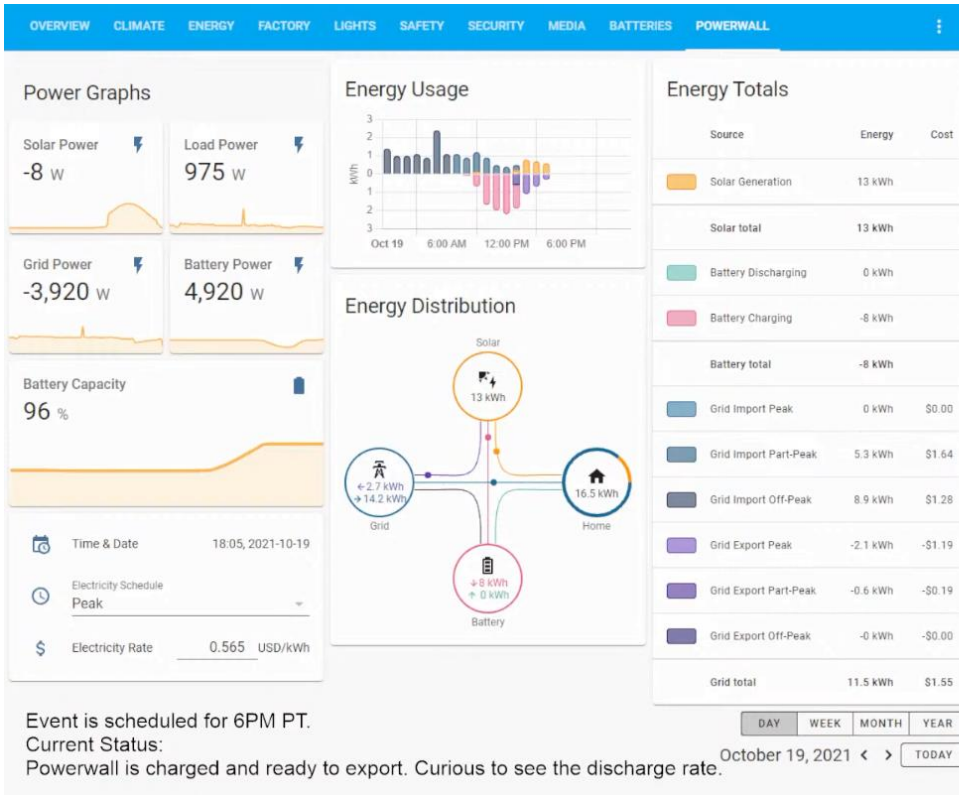 OVERVIEW CLIMATE ENERGY FACTORY LIGHTS SAFETY SECURITY MEDIA BATTERIES POWERWALL
Power Graphs
Solar Power
-8 W
Load Power
975 W
Grid Power
-3,920 W
Battery Power
4,920 W
Battery Capacity
96 %
Time & Date 18:05, 2021-10-19
Electricity Schedule
Peak
Electricity Rate 0.565 USD/kWh
Energy Usage
3
2
1
0
1
2
3
kWh
Oct 19 6:00 AM 12:00 PM 6:00 PM
Energy Distribution
Solar
13 kWh
←2.7 kWh
→14.2 kWh
Grid
16.5 kWh
Home
↓8 kWh
↑ 0 kWh
Battery
Energy Totals
Source Energy Cost
Solar Generation 13 kWh
Solar total 13 kWh
Battery Discharging 0 kWh
Battery Charging -8 kWh
Battery total -8 kWh
Grid Import Peak 0 kWh $0.00
Grid Import Part-Peak 5.3 kWh $1.64
Grid Import Off-Peak 8.9 kWh $1.28
Grid Export Peak -2.1 kWh -$1.19
Grid Export Part-Peak -0.6 kWh -$0.19
Grid Export Off-Peak -0 kWh -$0.00
Grid total 11.5 kWh $1.55
DAY WEEK MONTH YEAR
October 19, 2021 < > TODAY
Event is scheduled for 6PM PT.
Current Status:
Powerwall is charged and ready to export. Curious to see the discharge rate.